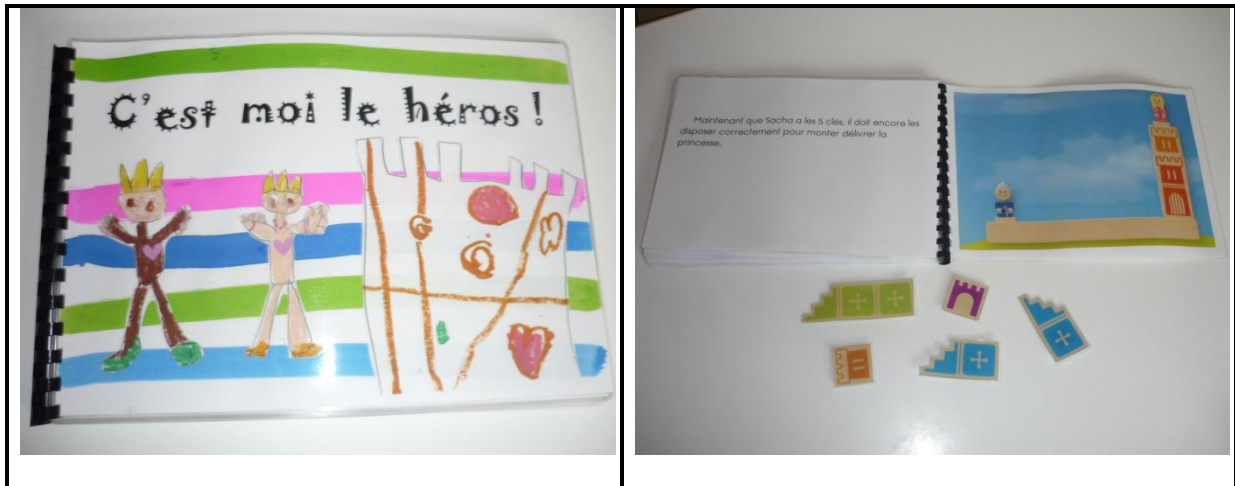 C'est moi le héros !
Maintenant que Sacha a les 5 clés, il doit encore les
disposer correctement pour monter délivrer la
princesse.